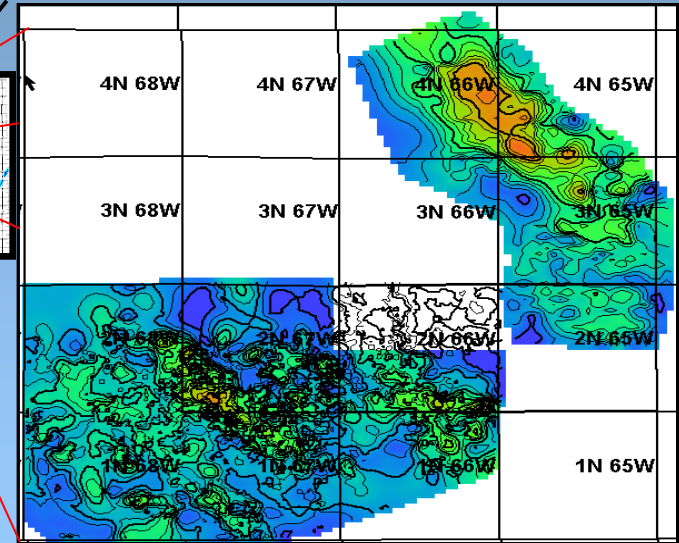 4N 68W 4N 67W 4N 66W 4N 65W
3N 68W 3N 67W 3N 66W 3N 65W
2N 68W 2N 67W 2N 66W 2N 65W
1N 68W 1N 67W 1N 66W 1N 65W